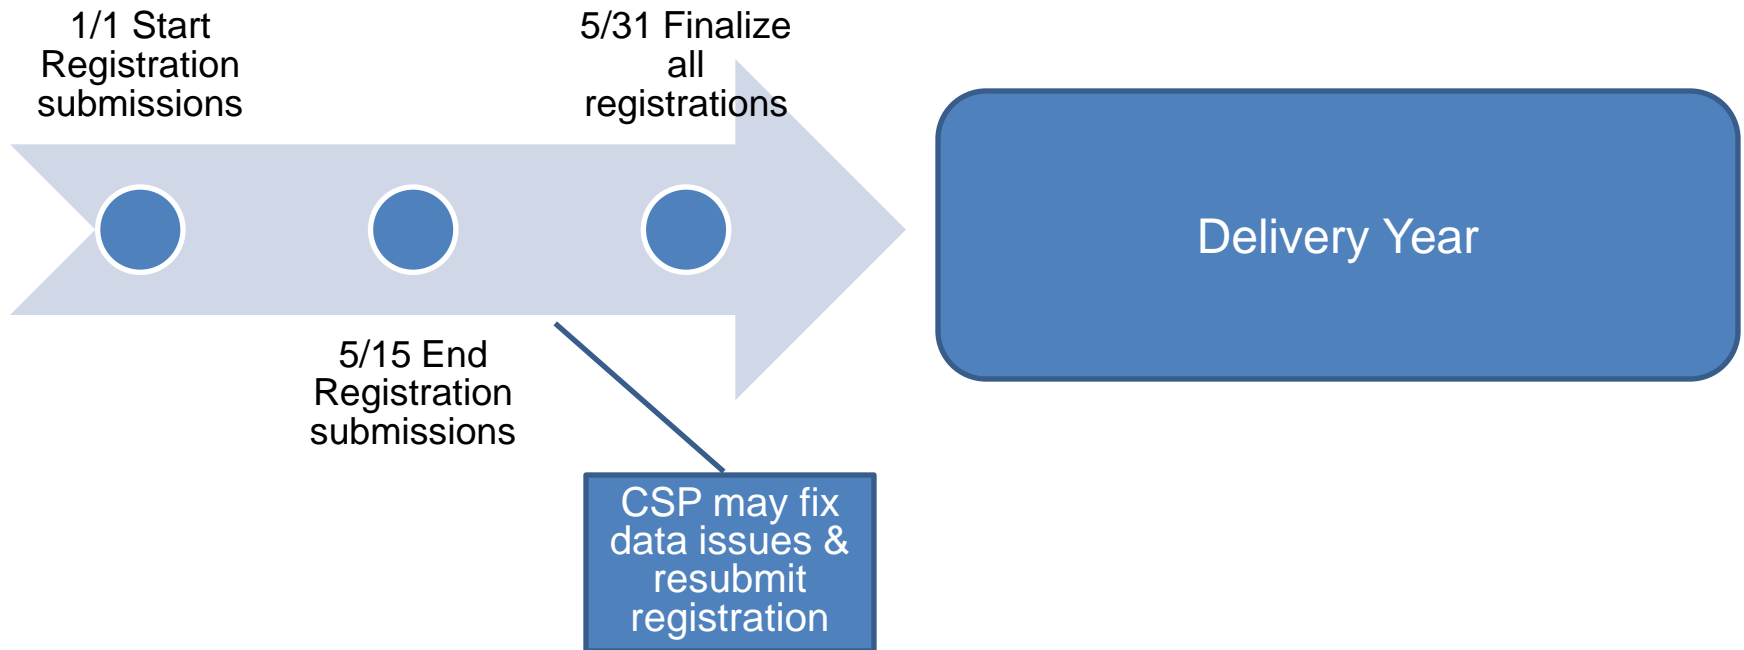 1/1 Start
Registration
submissions
5/31 Finalize
all
registrations
Delivery Year
5/15 End
Registration
submissions
CSP may fix
data issues &
resubmit
registration